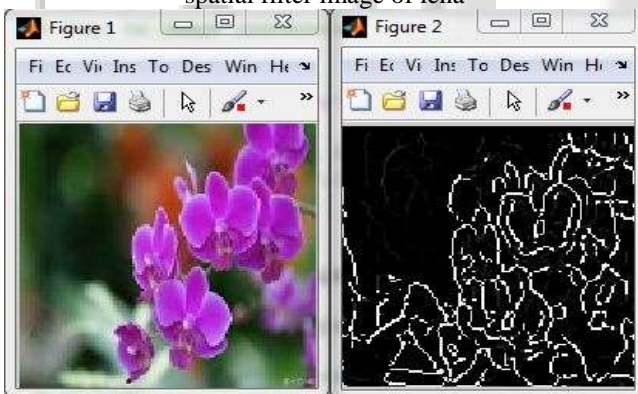 spatial filter image of lena
Figure 1
Fi Ec Vi Ins To Des Win He
Figure 2
Fi Ec Vi Ins To Des Win Hi